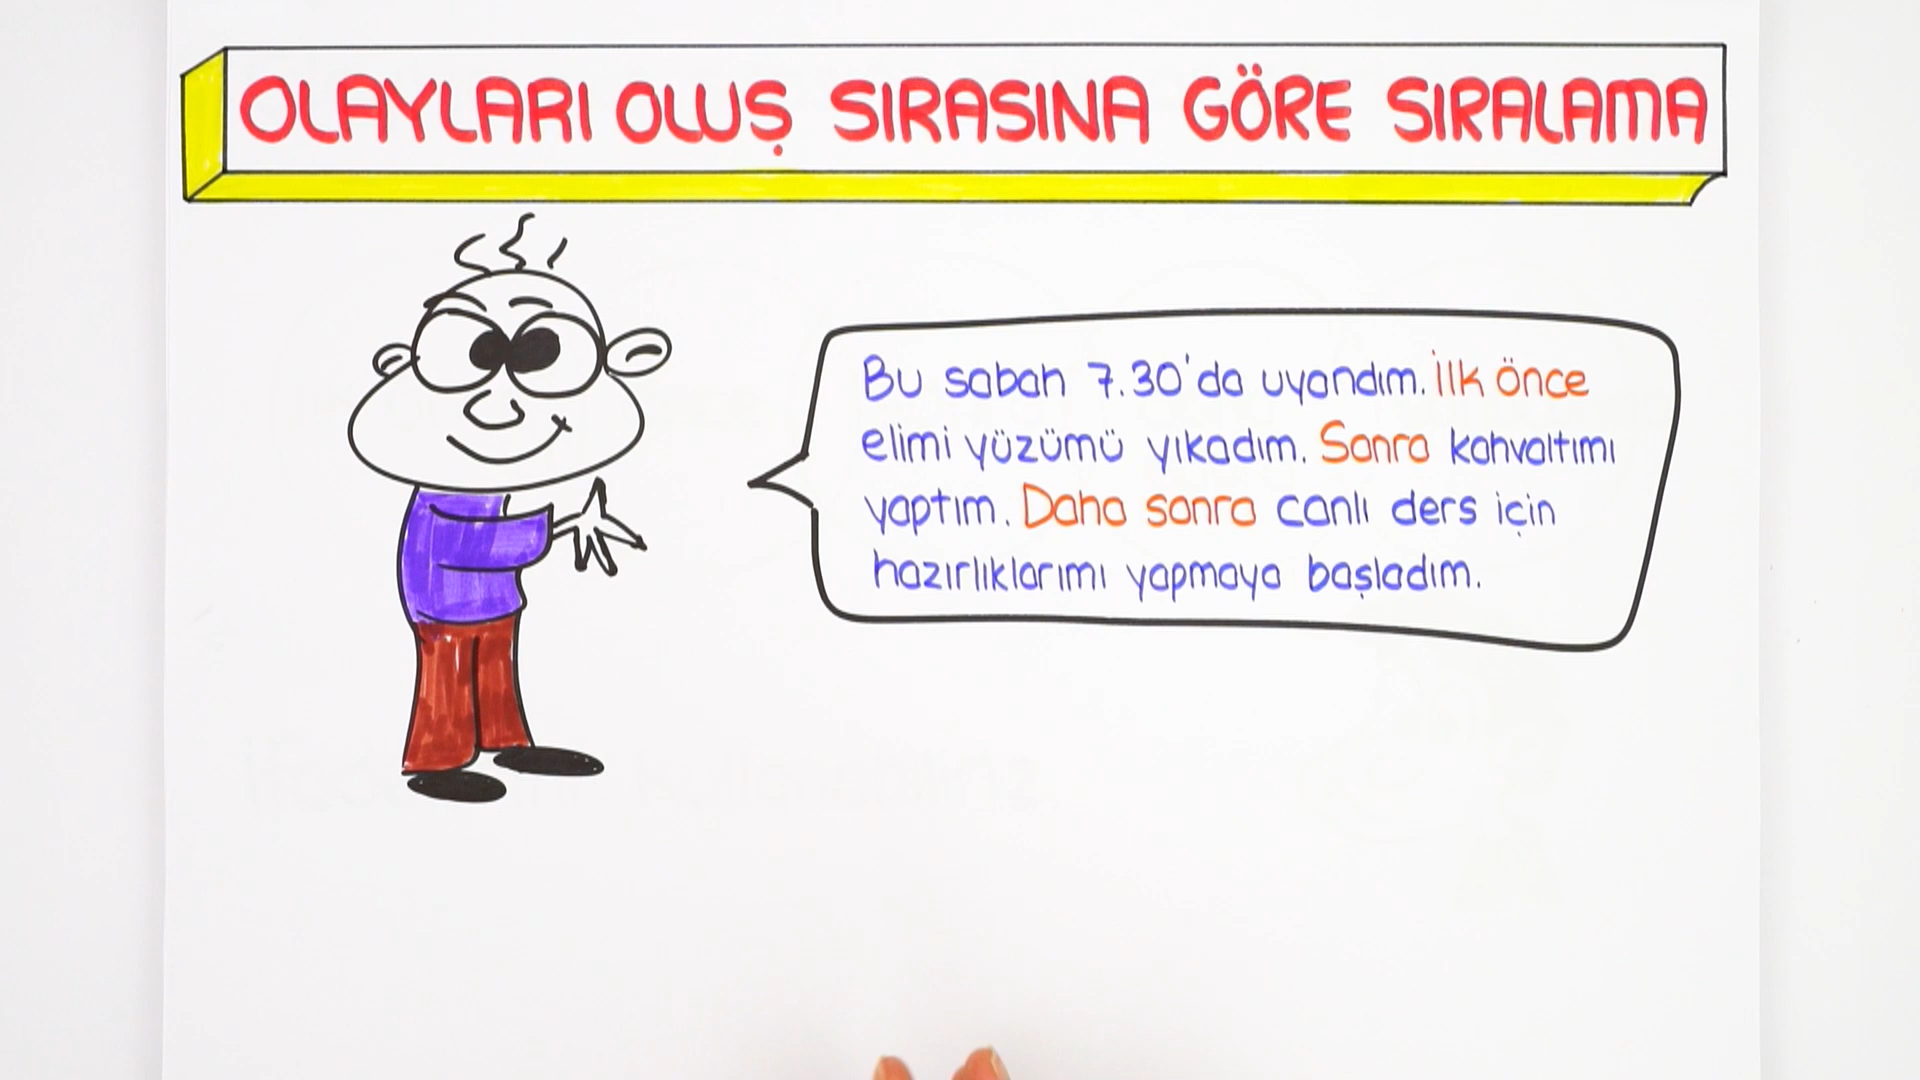 OLAYLARI OLUŞ SIRASINA GÖRE SIRALAMA
Bu sabah 7.30'da uyandım. İlk önce
elimi yüzümü yıkadım. Sonra kahvaltımı
yaptım. Daha sonra canlı ders için
hazırlıklarımı yapmaya başladım.